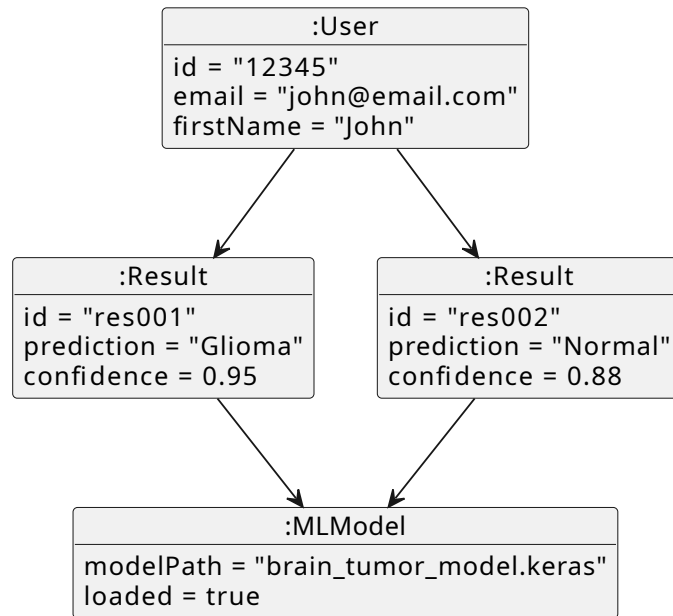 :User
id = "12345"
email = "john@email.com"
firstName = "John"
:Result
id = "res001"
prediction = "Glioma"
confidence = 0.95
:Result
id = "res002"
prediction = "Normal"
confidence = 0.88
:MLModel
modelPath = "brain_tumor_model.keras"
loaded = true